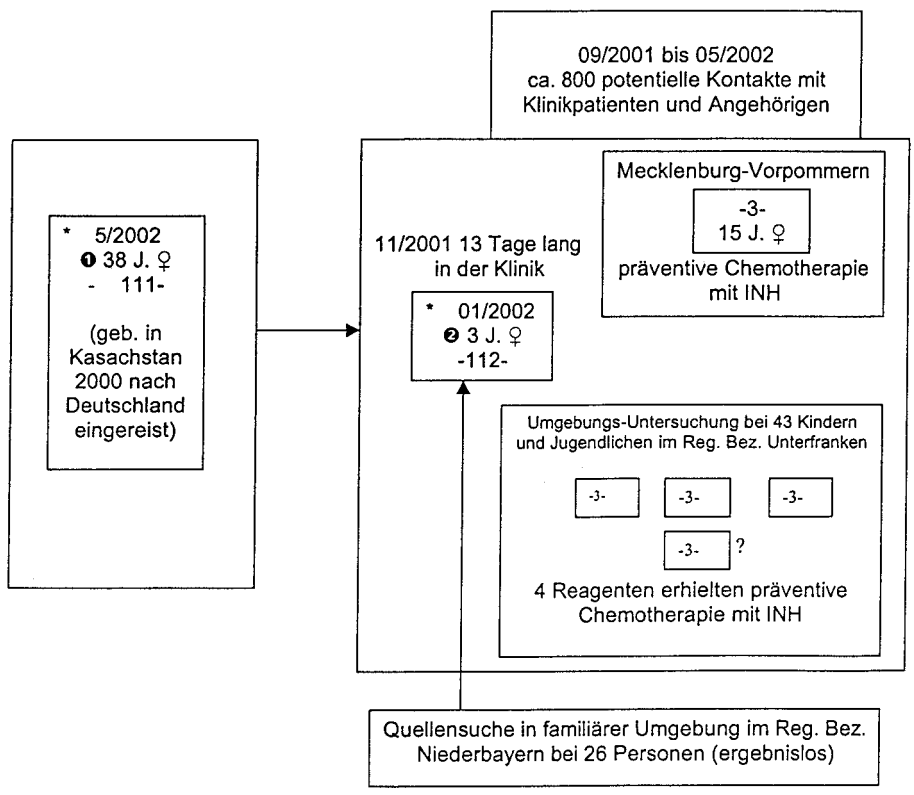 09/2001 bis 05/2002
ca. 800 potentielle Kontakte mit
Klinikpatienten und Angehörigen
* 5/2002
❶ 38 J. ♀
- 111-
(geb. in
Kasachstan
2000 nach
Deutschland
eingereist)
11/2001 13 Tage lang
in der Klinik
* 01/2002
❷ 3 J. ♀
-112-
Mecklenburg-Vorpommern
-3-
15 J. ♀
präventive Chemotherapie
mit INH
Umgebungs-Untersuchung bei 43 Kindern
und Jugendlichen im Reg. Bez. Unterfranken
-3- -3- -3-
-3- ?
4 Reagenten erhielten präventive
Chemotherapie mit INH
Quellensuche in familiärer Umgebung im Reg. Bez.
Niederbayern bei 26 Personen (ergebnislos)